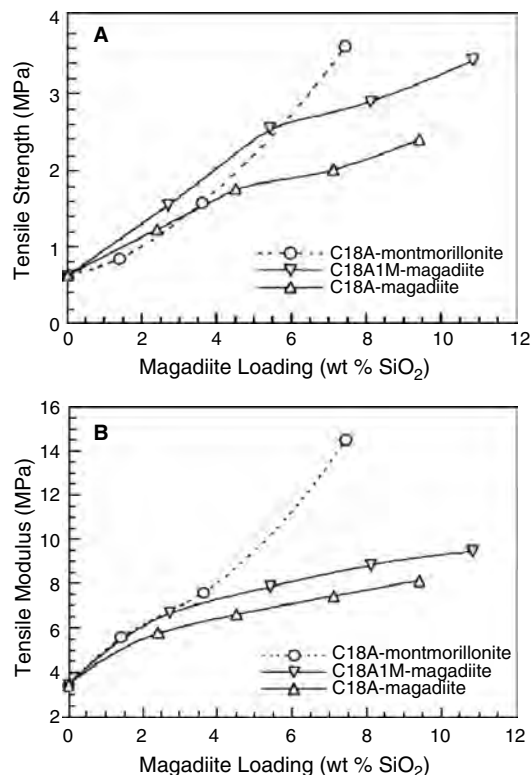 4
A
3
2
1
0
Tensile Strength (MPa)
C18A-montmorillonite
C18A1M-magadiite
C18A-magadiite
0 2 4 6 8 10 12
Magadiite Loading (wt % SiO2)
16
B
14
12
10
8
6
4
2
Tensile Modulus (MPa)
C18A-montmorillonite
C18A1M-magadiite
C18A-magadiite
0 2 4 6 8 10 12
Magadiite Loading (wt % SiO2)